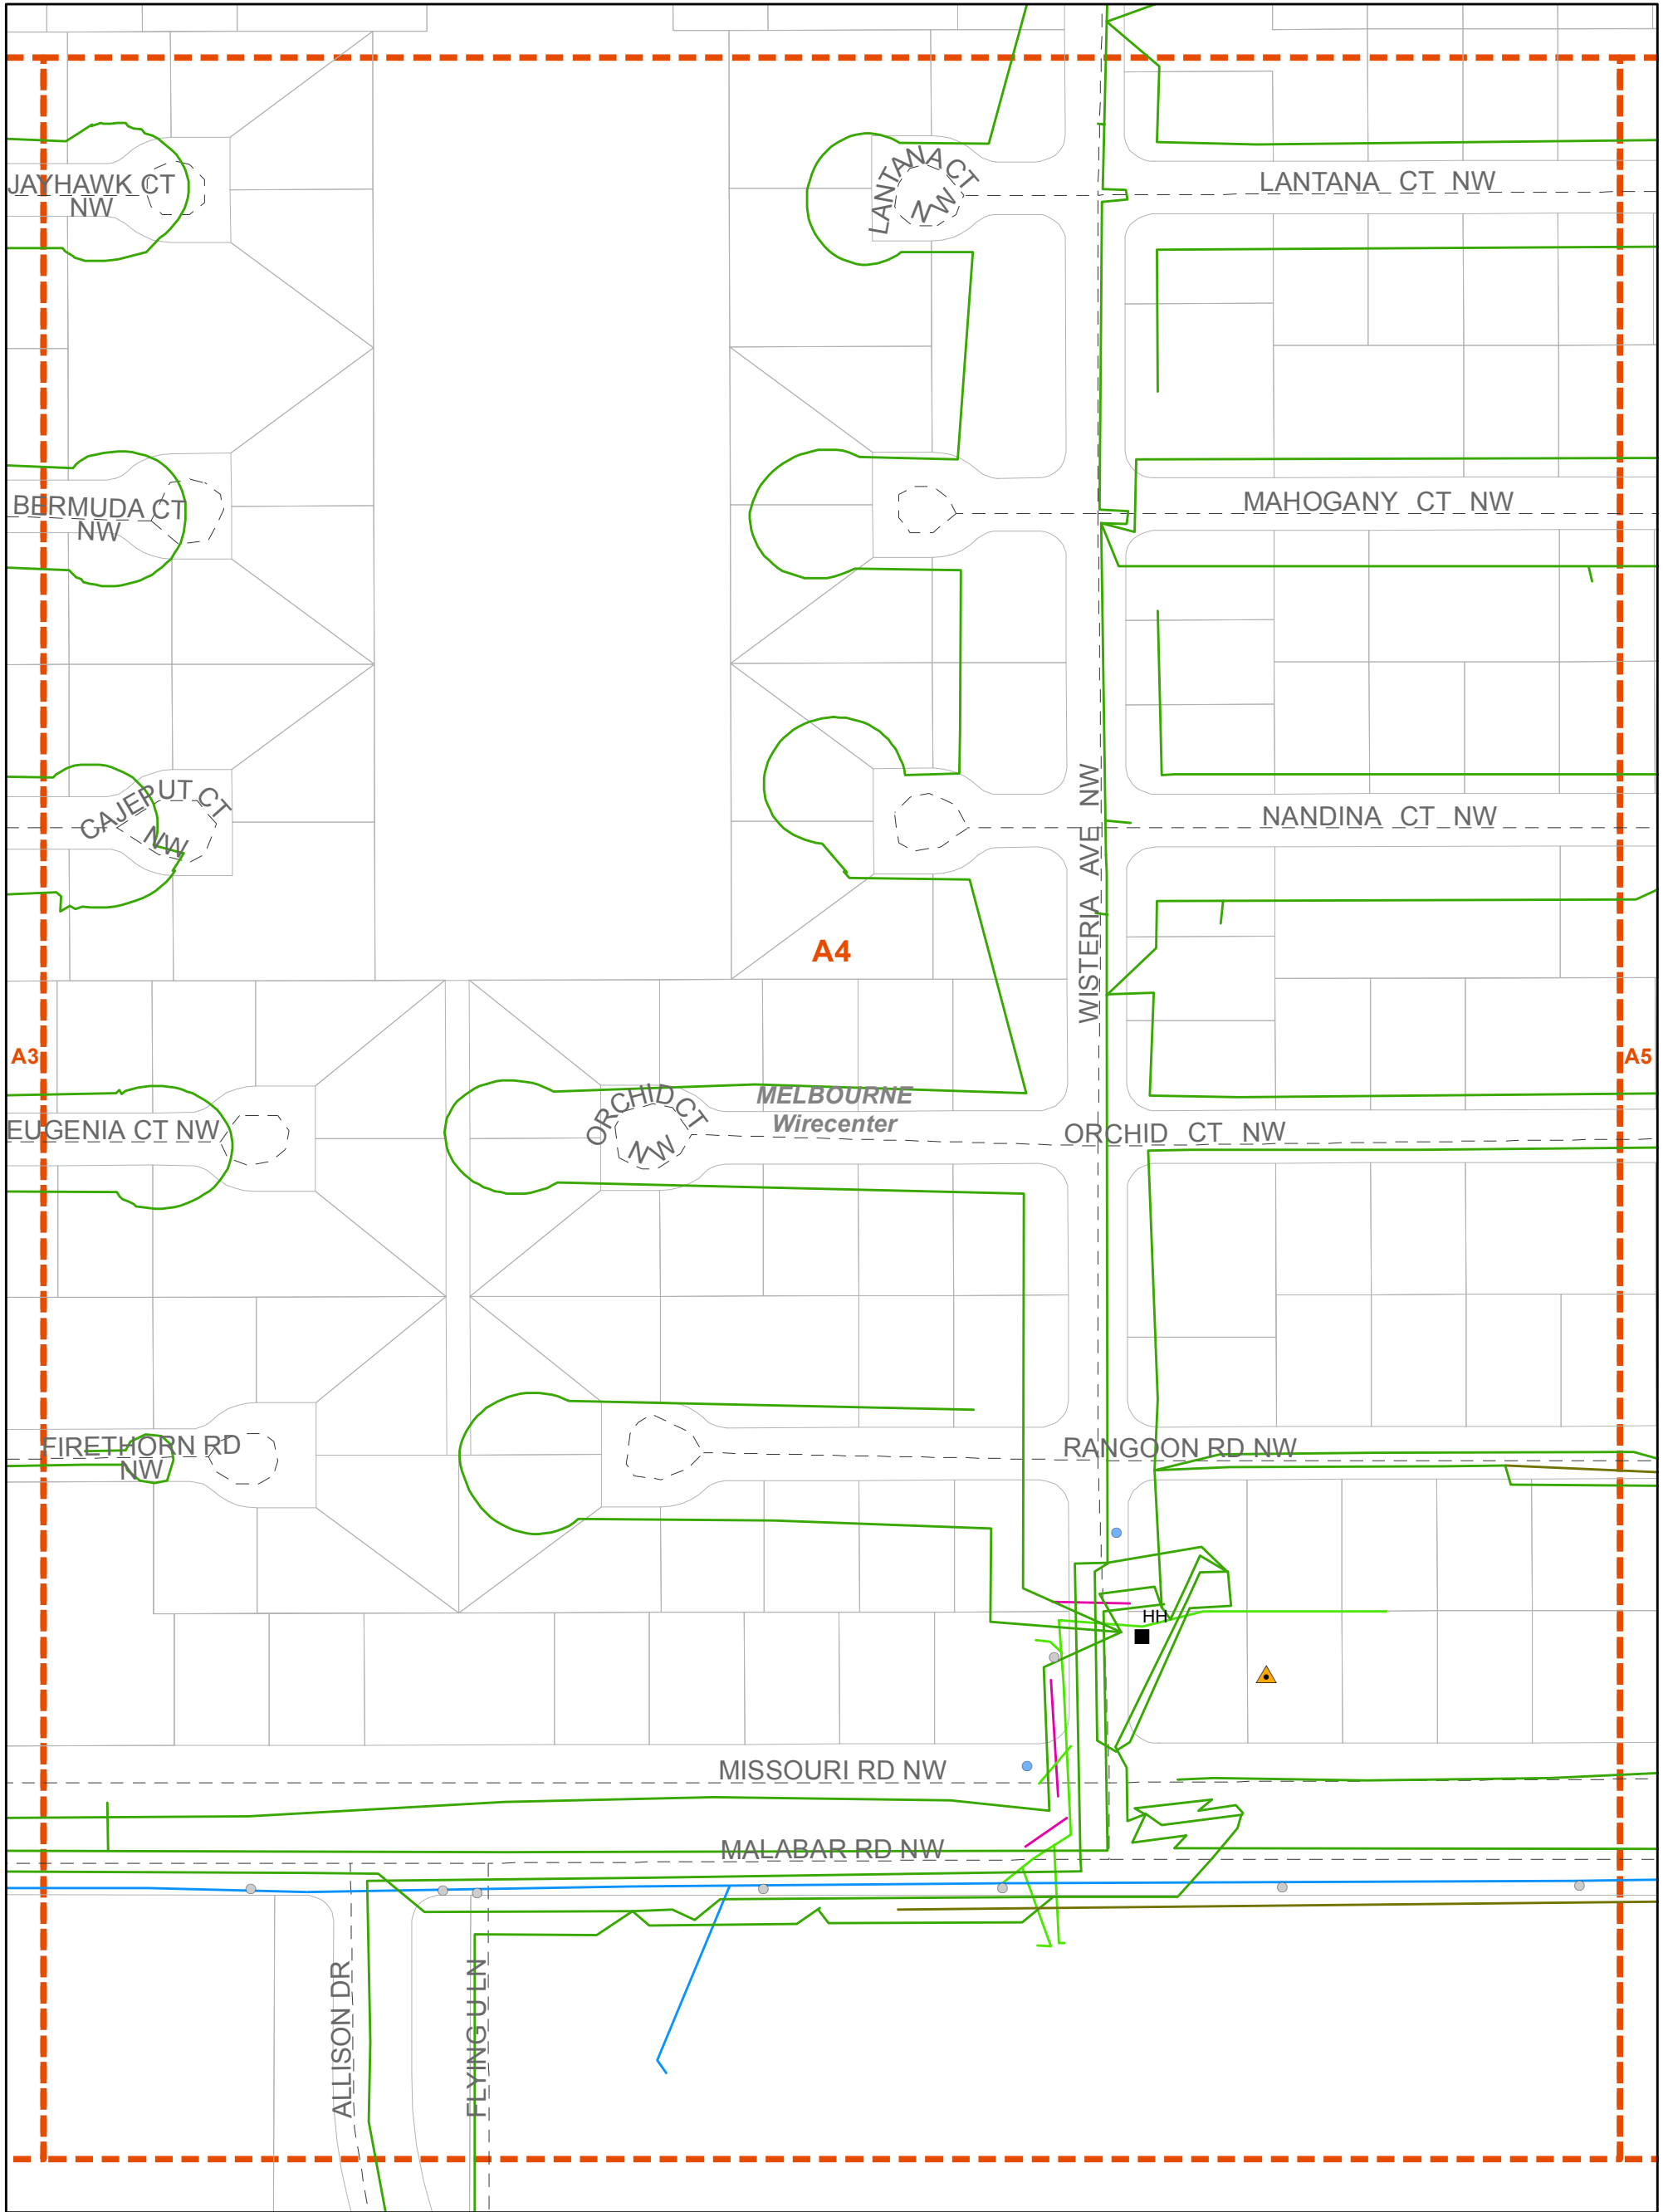 JAYHAWK CT
NW
LANTANA CT
NW
LANTANA CT NW
BERMUDA CT
NW
MAHOGANY CT NW
CAJEPUT CT
NW
NANDINA CT NW
WISTERIA AVE NW
A4
A3
A5
EUGENIA CT NW
ORCHID CT
NW
MELBOURNE
Wirecenter
ORCHID CT NW
FIRETHORN RD
NW
RANGOON RD NW
HH
MISSOURI RD NW
MALABAR RD NW
ALLISON DR
FLYING U LN